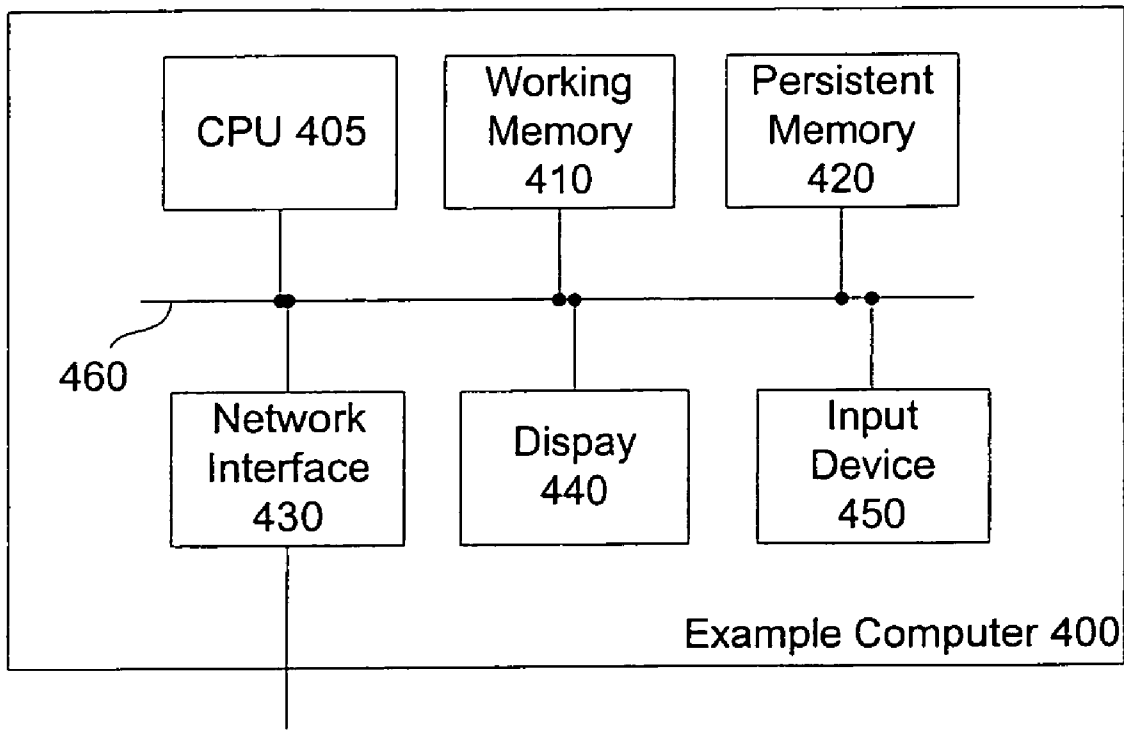 CPU 405
Working
Memory
410
Persistent
Memory
420
460
Network
Interface
430
Dispay
440
Input
Device
450
Example Computer 400